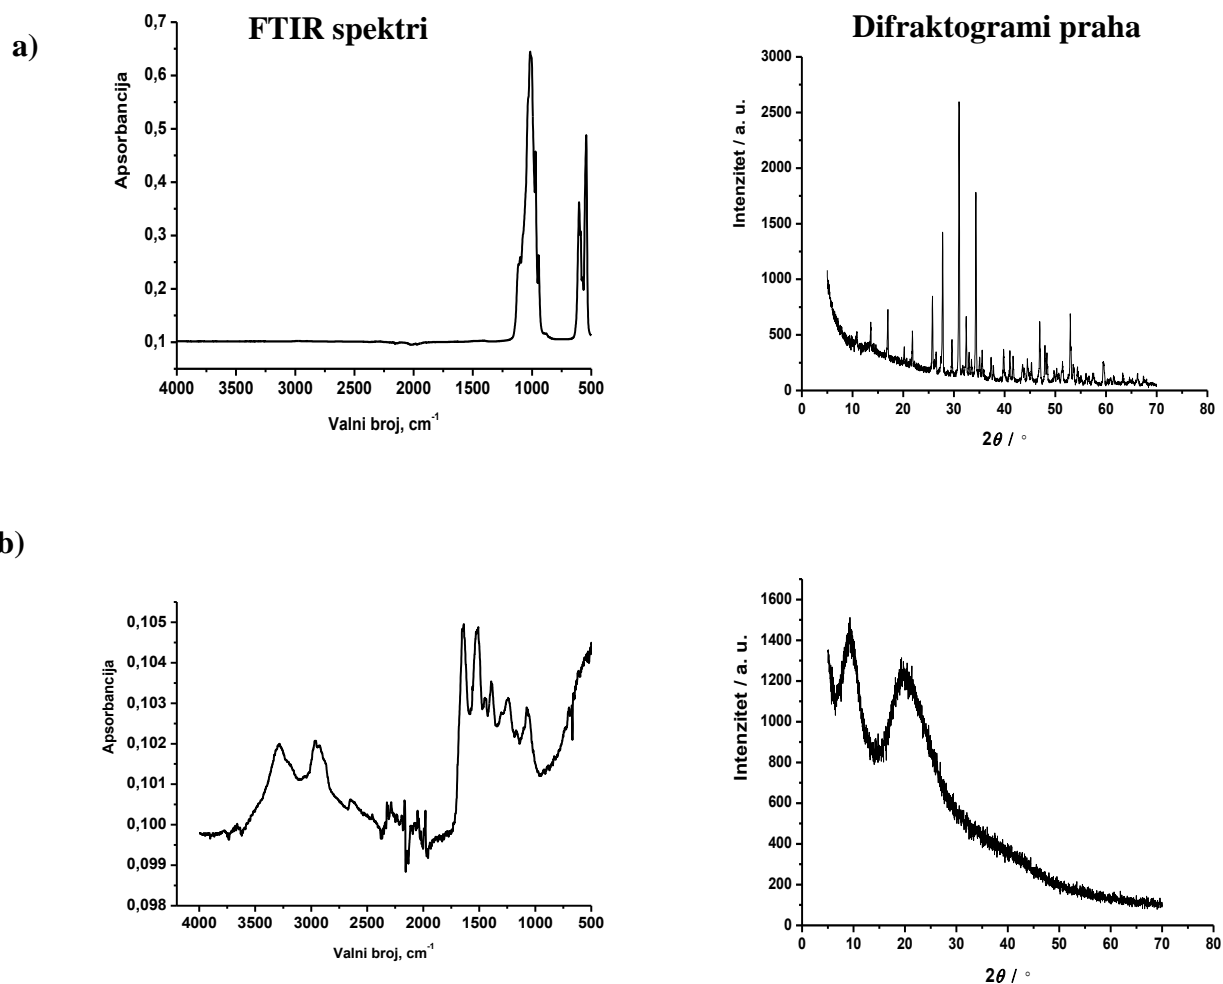 FTIR spektri
Difraktogrami praha
a)
0,7
0,6
0,5
0,4
0,3
0,2
0,1
Apsorbancija
4000 3500 3000 2500 2000 1500 1000 500
Valni broj, cm⁻¹
3000
2500
2000
1500
1000
500
0
Intenzitet / a. u.
0 10 20 30 40 50 60 70 80
2θ / °
b)
0,105
0,104
0,103
0,102
0,101
0,100
0,099
0,098
Apsorbancija
4000 3500 3000 2500 2000 1500 1000 500
Valni broj, cm⁻¹
1600
1400
1200
1000
800
600
400
200
0
Intenzitet / a. u.
0 10 20 30 40 50 60 70 80
2θ / °